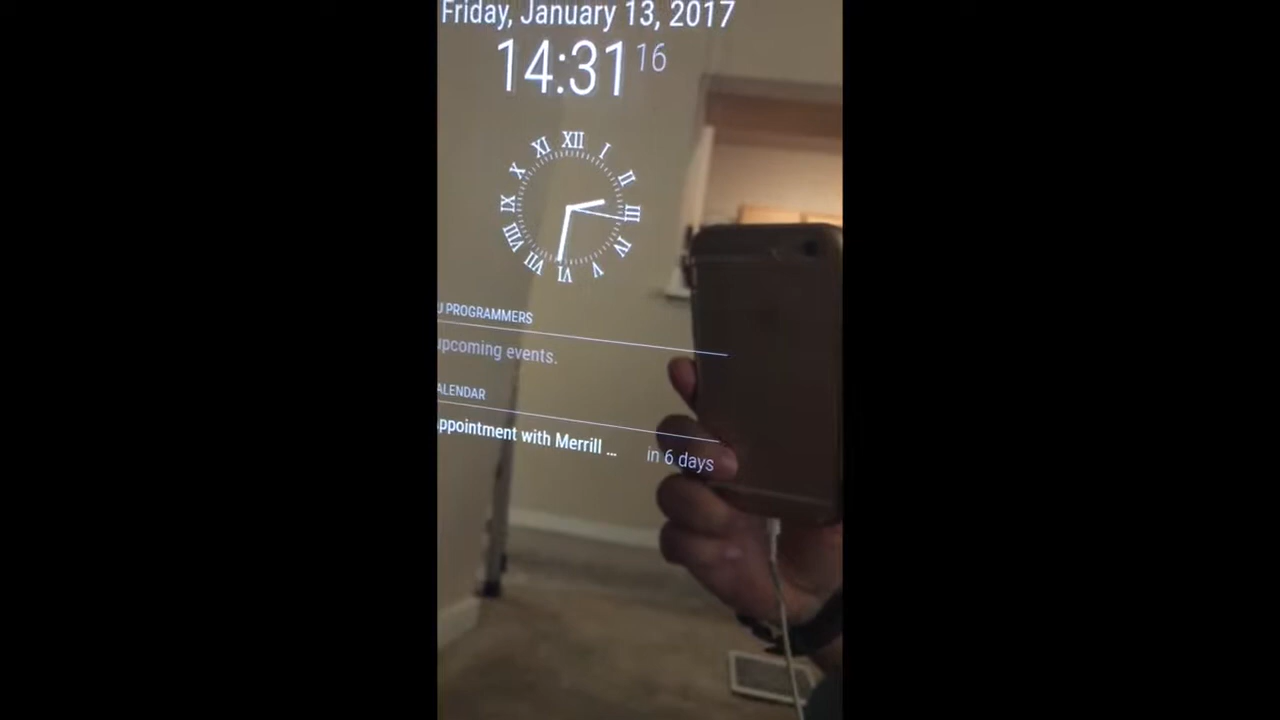 Friday, January 13, 2017
14:31 16
XII
I
II
III
IV
V
VI
VII
VIII
IX
X
XI
PROGRAMMERS
upcoming events.
ALENDAR
ppointment with Merrill ...
in 6 days